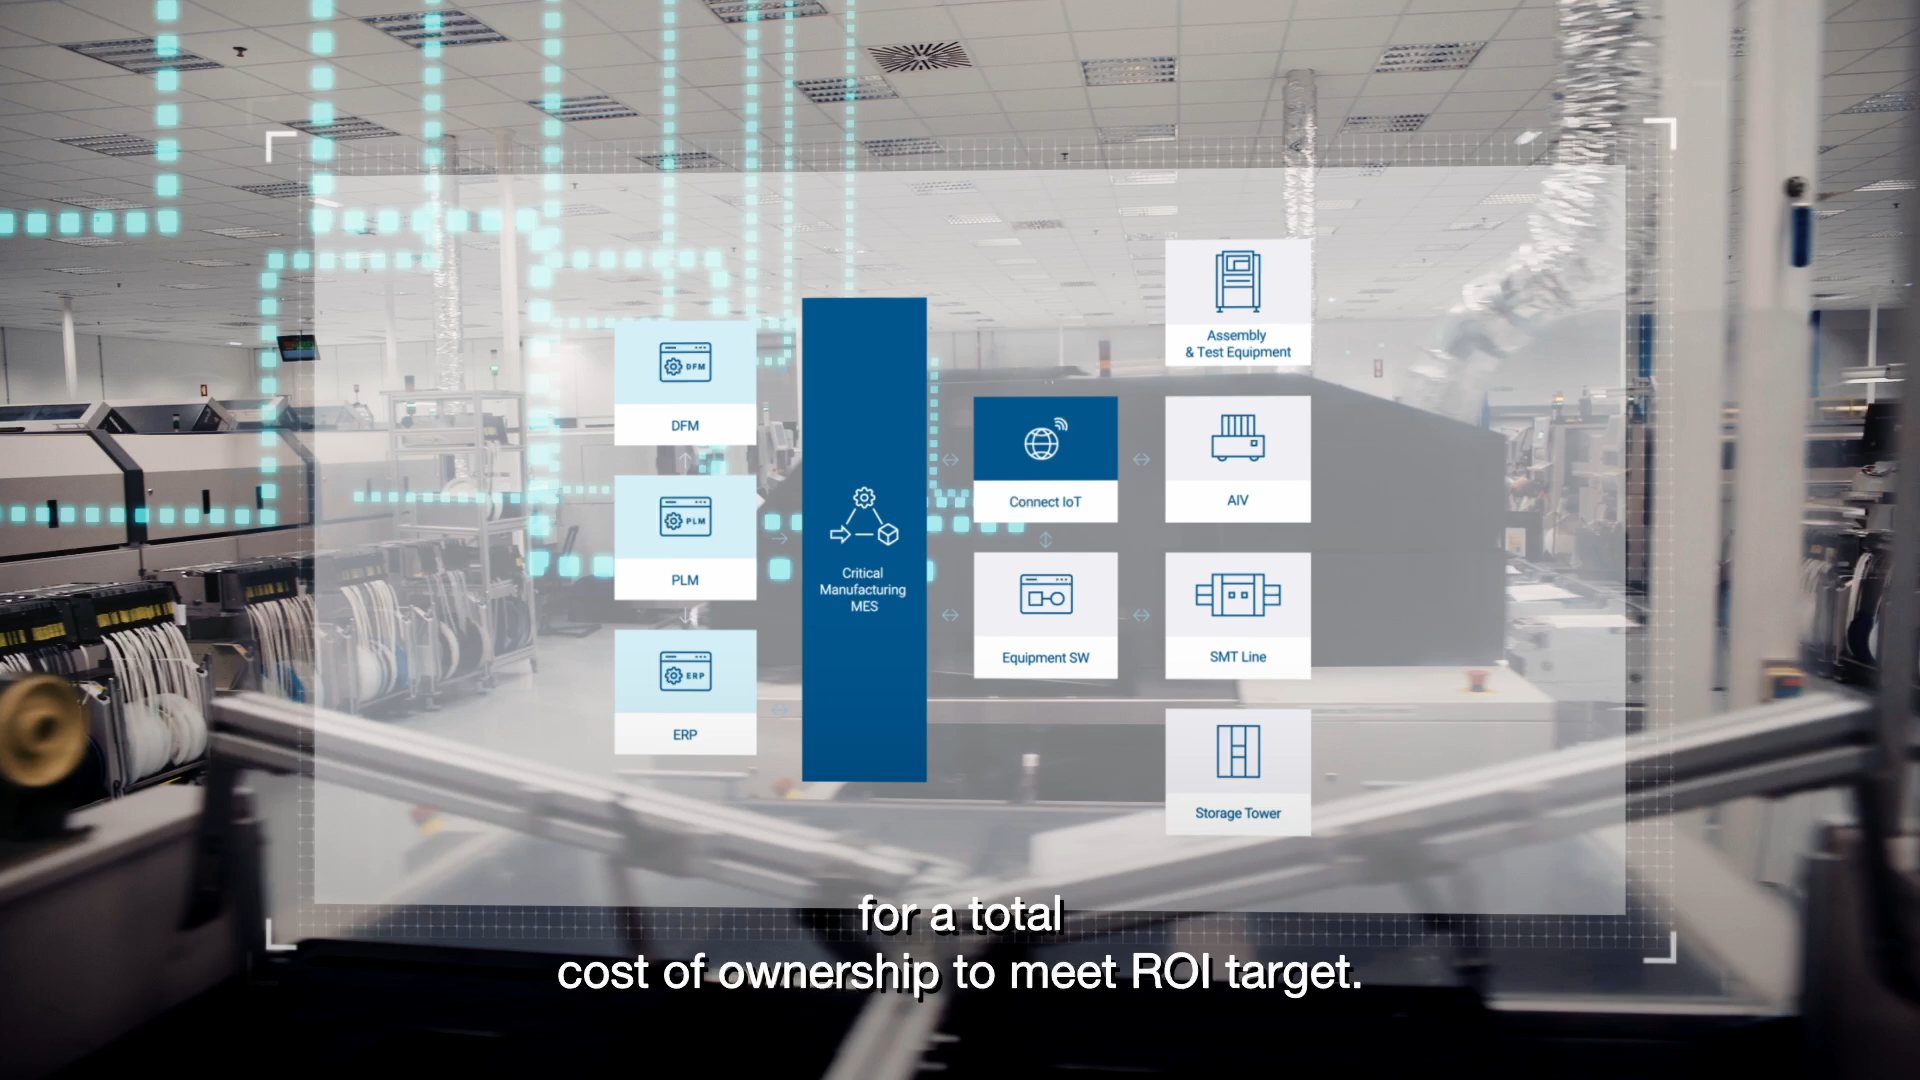 DFM
DFM
PLM
PLM
ERP
ERP
Critical
Manufacturing
MES
Connect IoT
Equipment SW
Assembly
& Test Equipment
AIV
SMT Line
Storage Tower
for a total
cost of ownership to meet ROI target.